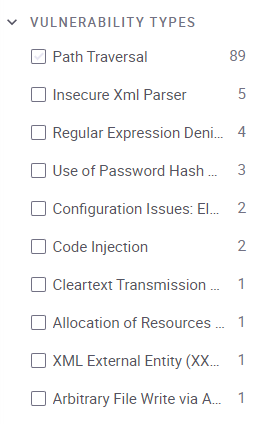 VULNERABILITY TYPES
Path Traversal 89
Insecure Xml Parser 5
Regular Expression Deni... 4
Use of Password Hash ... 3
Configuration Issues: El... 2
Code Injection 2
Cleartext Transmission ... 1
Allocation of Resources ... 1
XML External Entity (XX... 1
Arbitrary File Write via A... 1